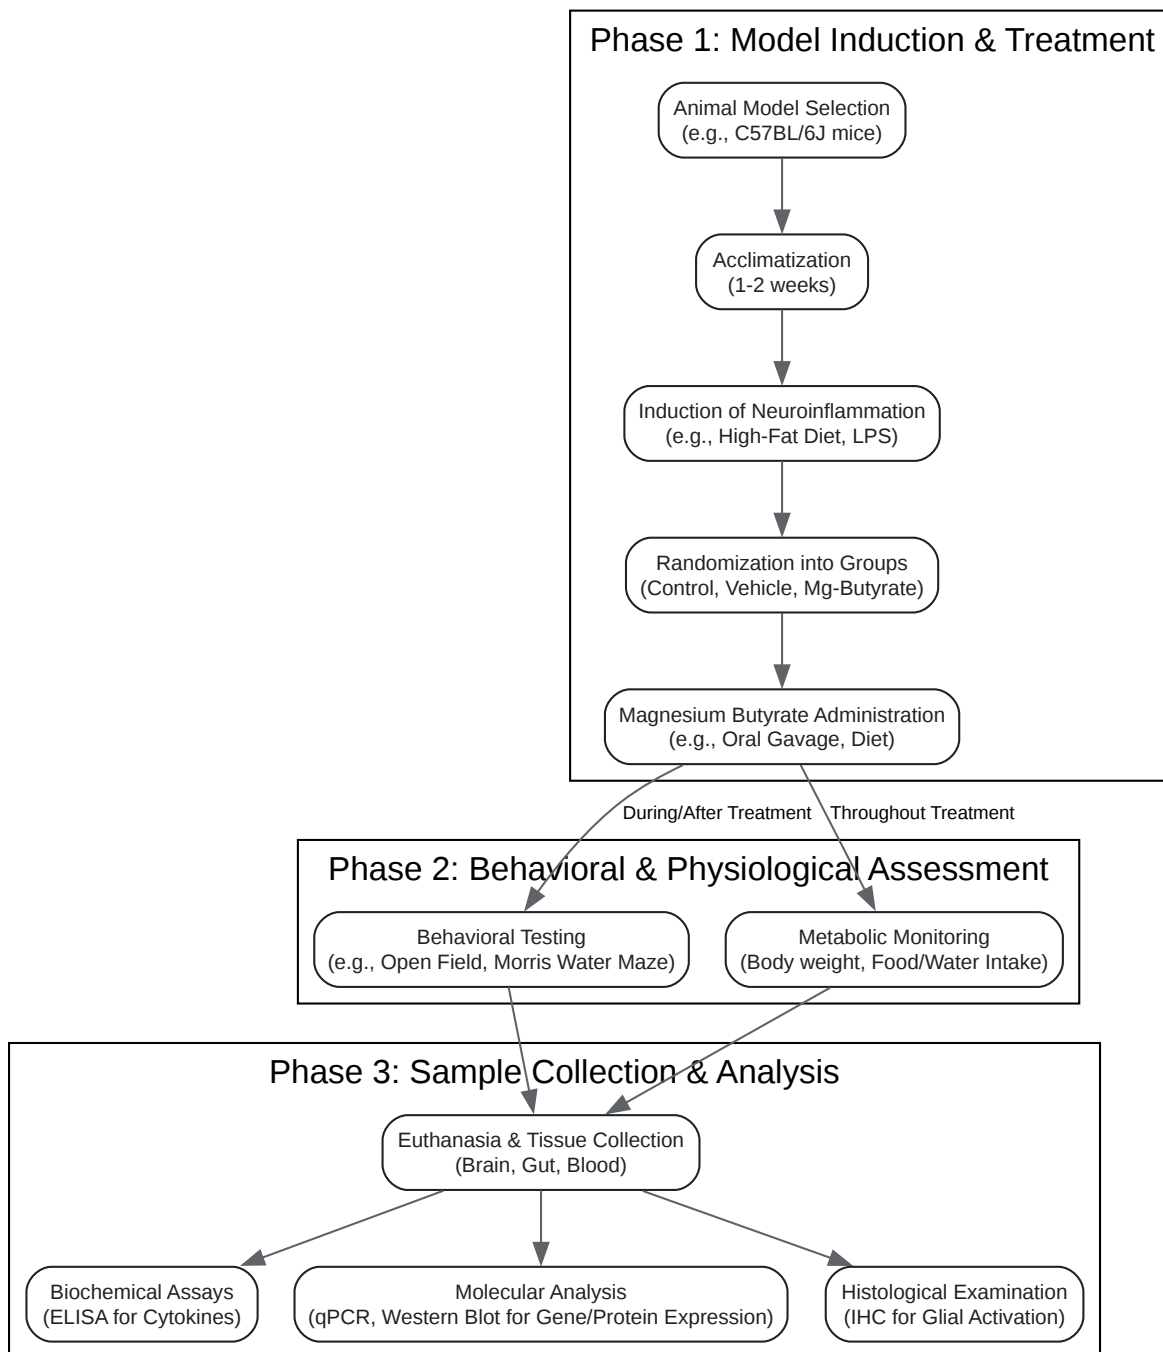 Phase 1: Model Induction & Treatment
Animal Model Selection
(e.g., C57BL/6J mice)
Acclimatization
(1-2 weeks)
Induction of Neuroinflammation
(e.g., High-Fat Diet, LPS)
Randomization into Groups
(Control, Vehicle, Mg-Butyrate)
Magnesium Butyrate Administration
(e.g., Oral Gavage, Diet)
During/After Treatment
Throughout Treatment
Phase 2: Behavioral & Physiological Assessment
Behavioral Testing
(e.g., Open Field, Morris Water Maze)
Metabolic Monitoring
(Body weight, Food/Water Intake)
Phase 3: Sample Collection & Analysis
Euthanasia & Tissue Collection
(Brain, Gut, Blood)
Biochemical Assays
(ELISA for Cytokines)
Molecular Analysis
(qPCR, Western Blot for Gene/Protein Expression)
Histological Examination
(IHC for Glial Activation)